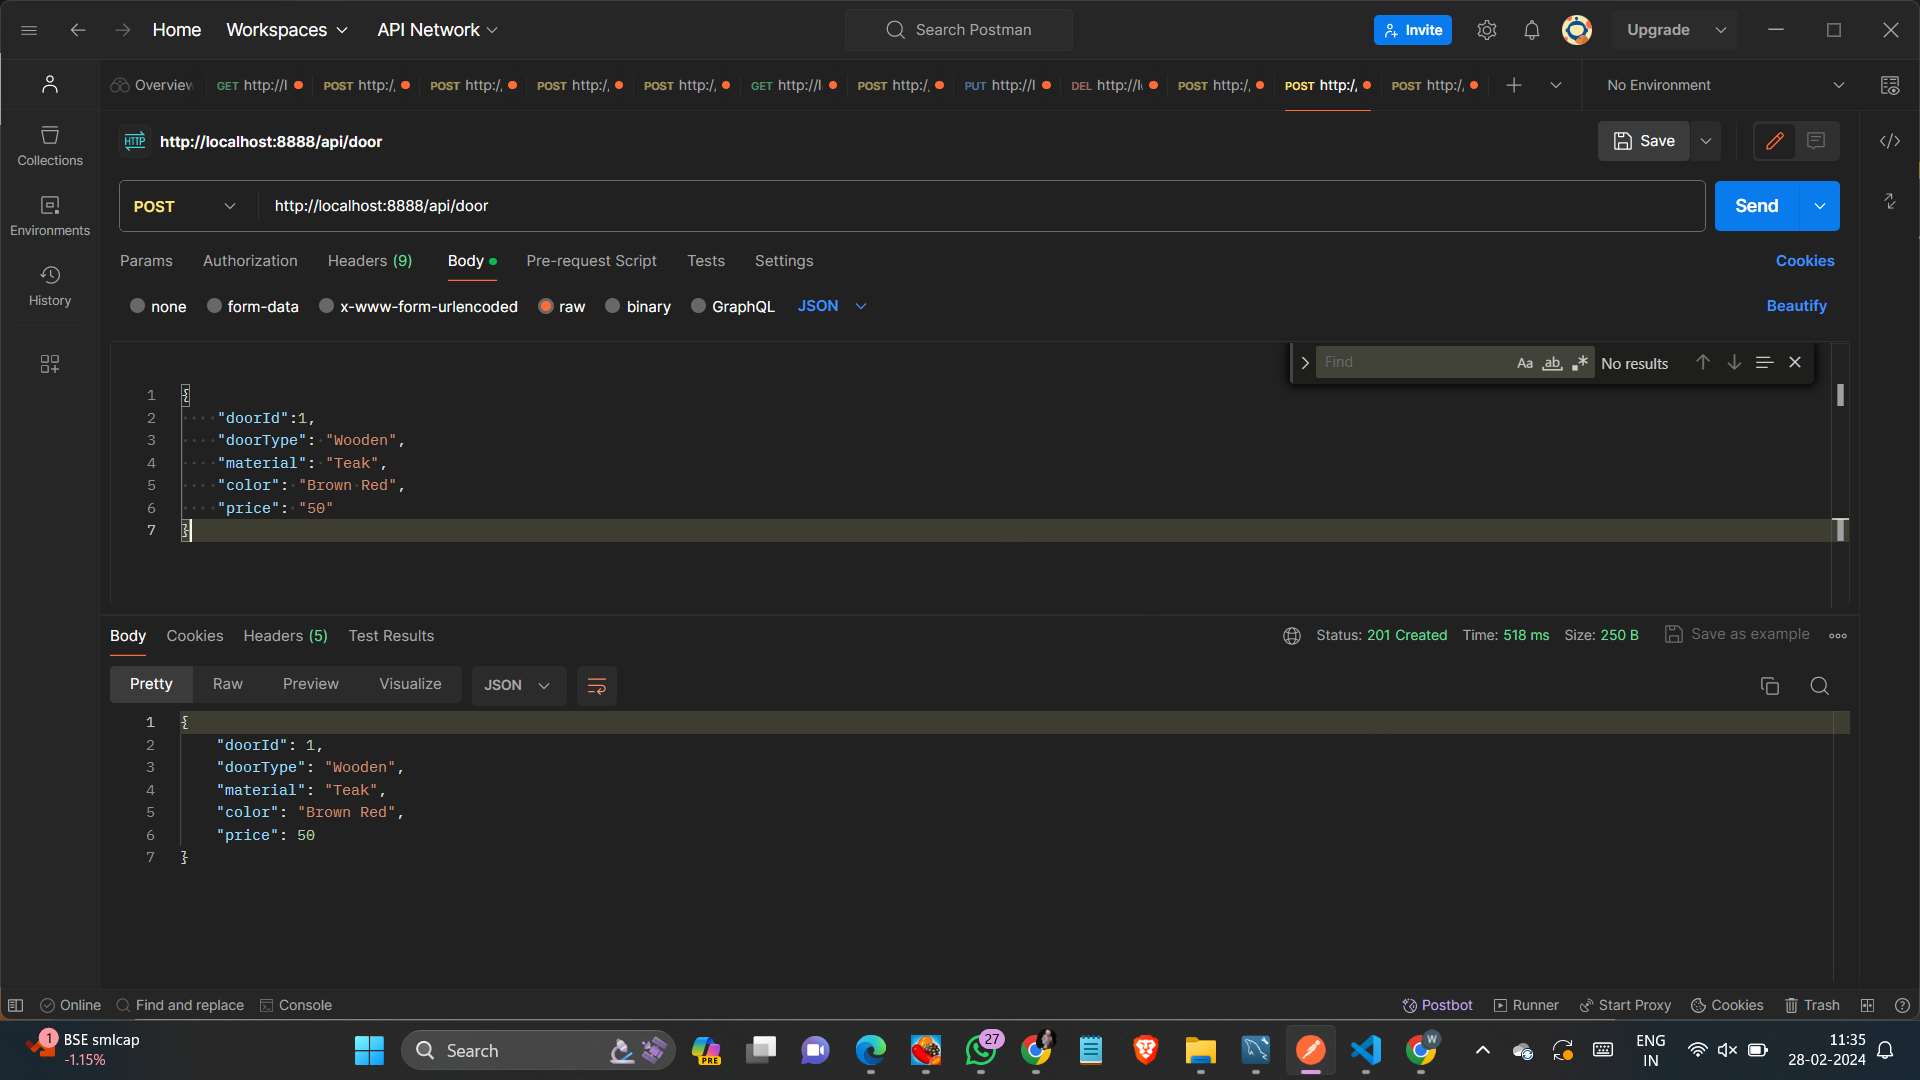 Home Workspaces API Network Search Postman Invite Upgrade
Overview GET http://l POST http:/, POST http:/, POST http:/, POST http:/, GET http://l POST http:/, PUT http://l DEL http://l POST http:/, POST http:/, POST http:/, No Environment
HTTP http://localhost:8888/api/door Save
Collections
Environments
History
POST http://localhost:8888/api/door Send
Params Authorization Headers (9) Body Pre-request Script Tests Settings Cookies
none form-data x-www-form-urlencoded raw binary GraphQL JSON Beautify
Find Aa ab .* No results
1 {
2 "doorId":1,
3 "doorType": "Wooden",
4 "material": "Teak",
5 "color": "Brown Red",
6 "price": "50"
7 }
Body Cookies Headers (5) Test Results Status: 201 Created Time: 518 ms Size: 250 B Save as example
Pretty Raw Preview Visualize JSON
1 {
2 "doorId": 1,
3 "doorType": "Wooden",
4 "material": "Teak",
5 "color": "Brown Red",
6 "price": 50
7 }
Online Find and replace Console Postbot Runner Start Proxy Cookies Trash
1 BSE smlcap
-1.15%
Search PRE 27 W
ENG
IN
11:35
28-02-2024